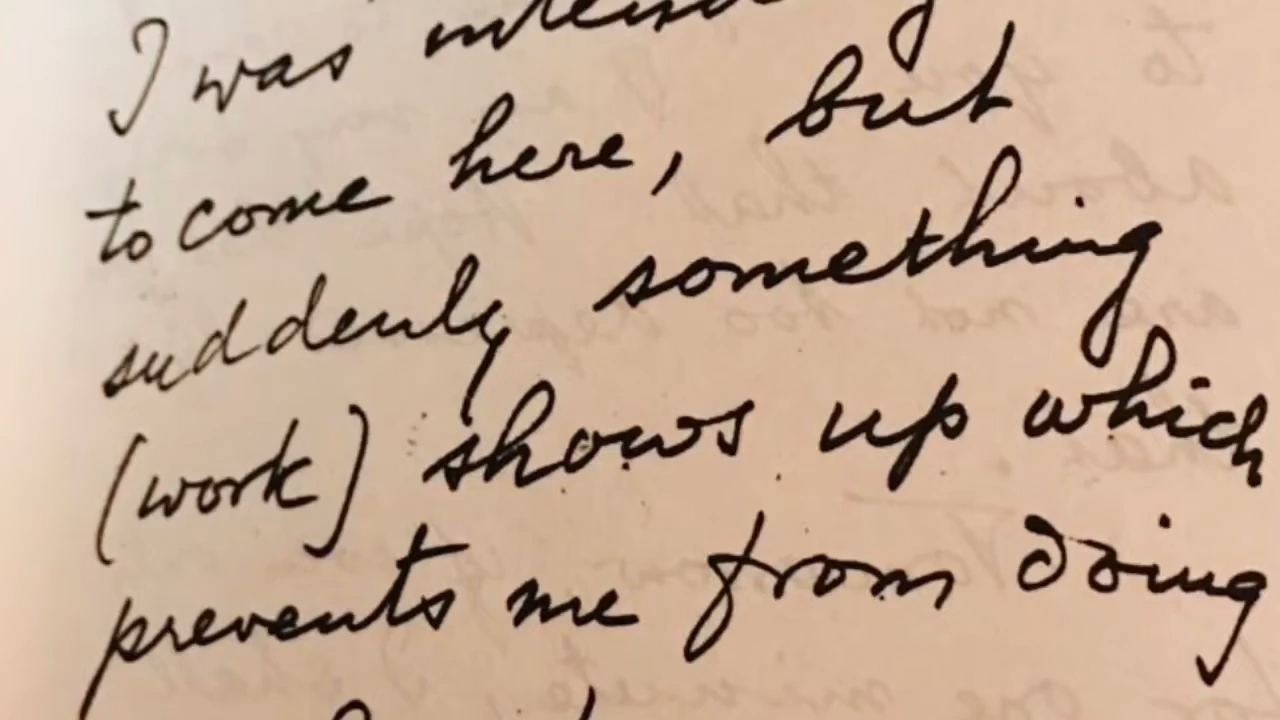 I was
to come here, but
suddenly something
(work) shows up which
prevents me from doing